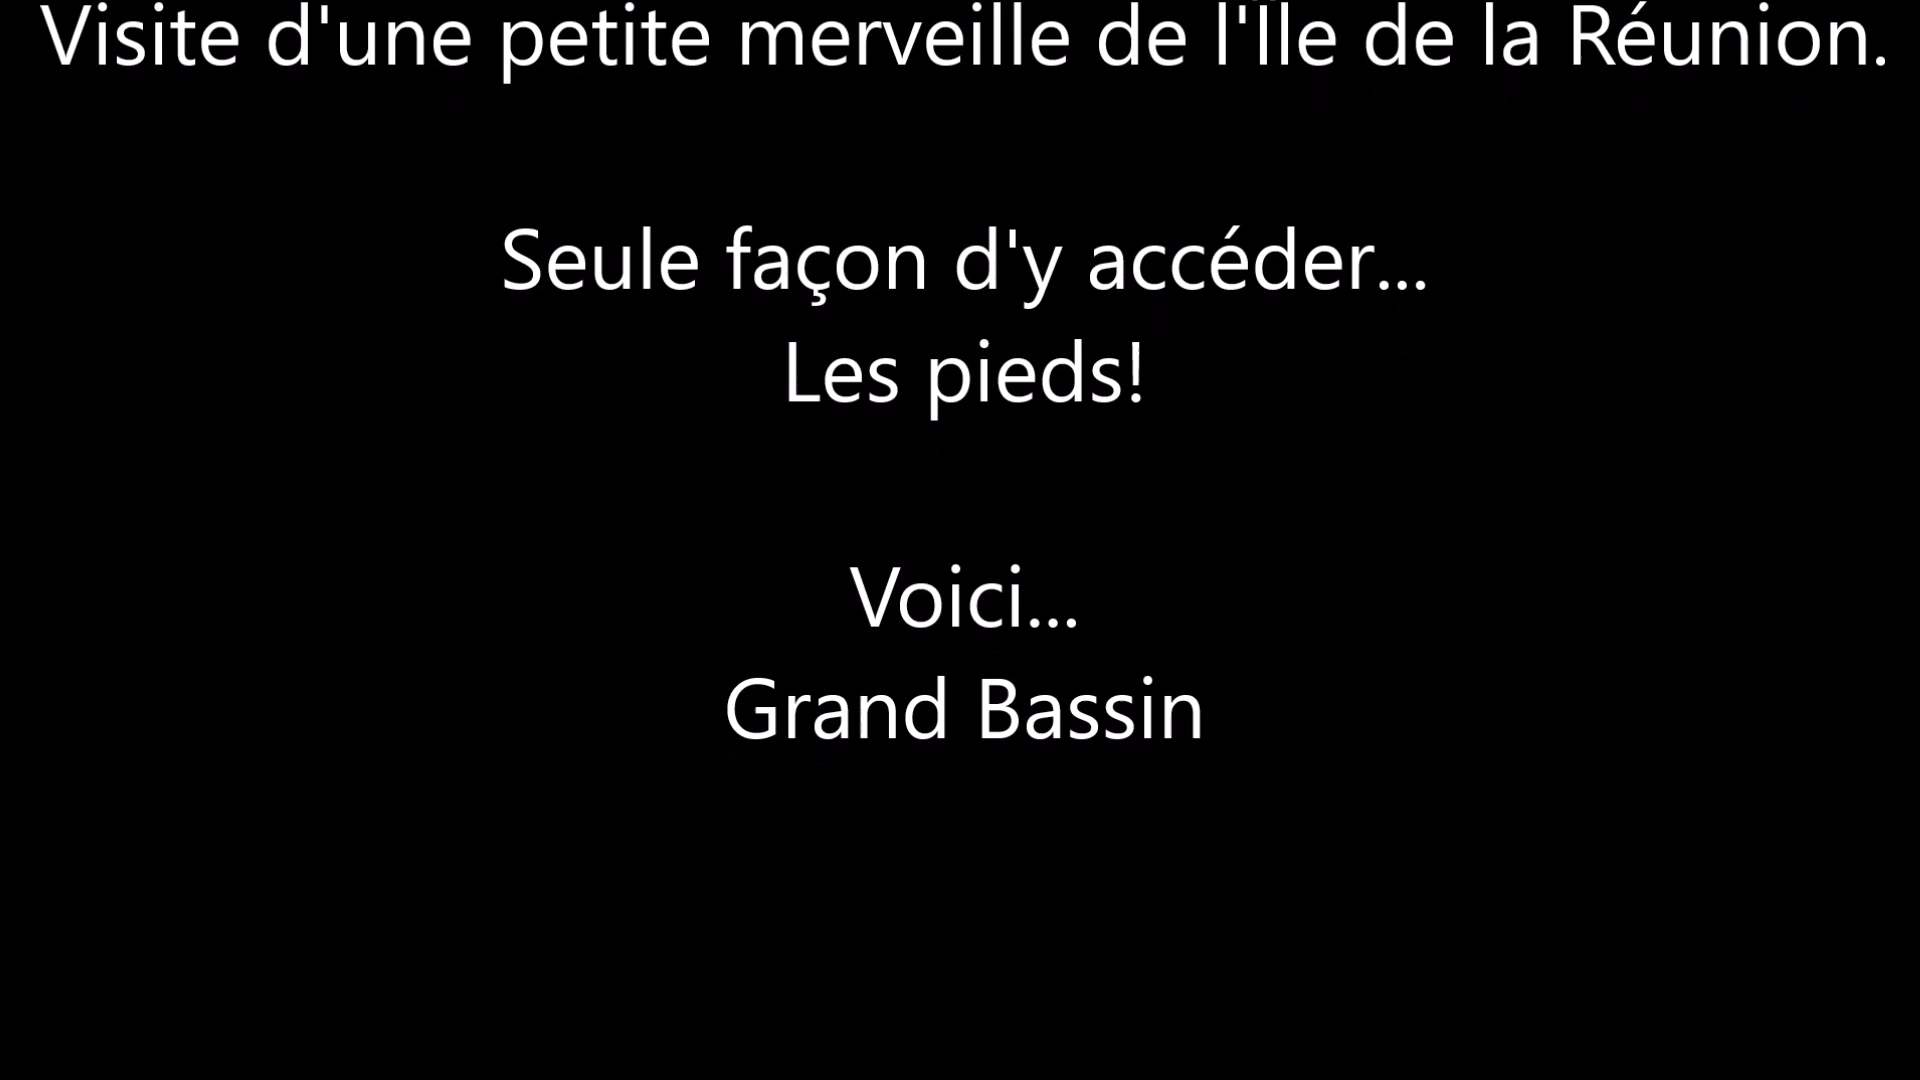 Visite d'une petite merveille de l'Île de la Réunion.
Seule façon d'y accéder...
Les pieds!
Voici...
Grand Bassin